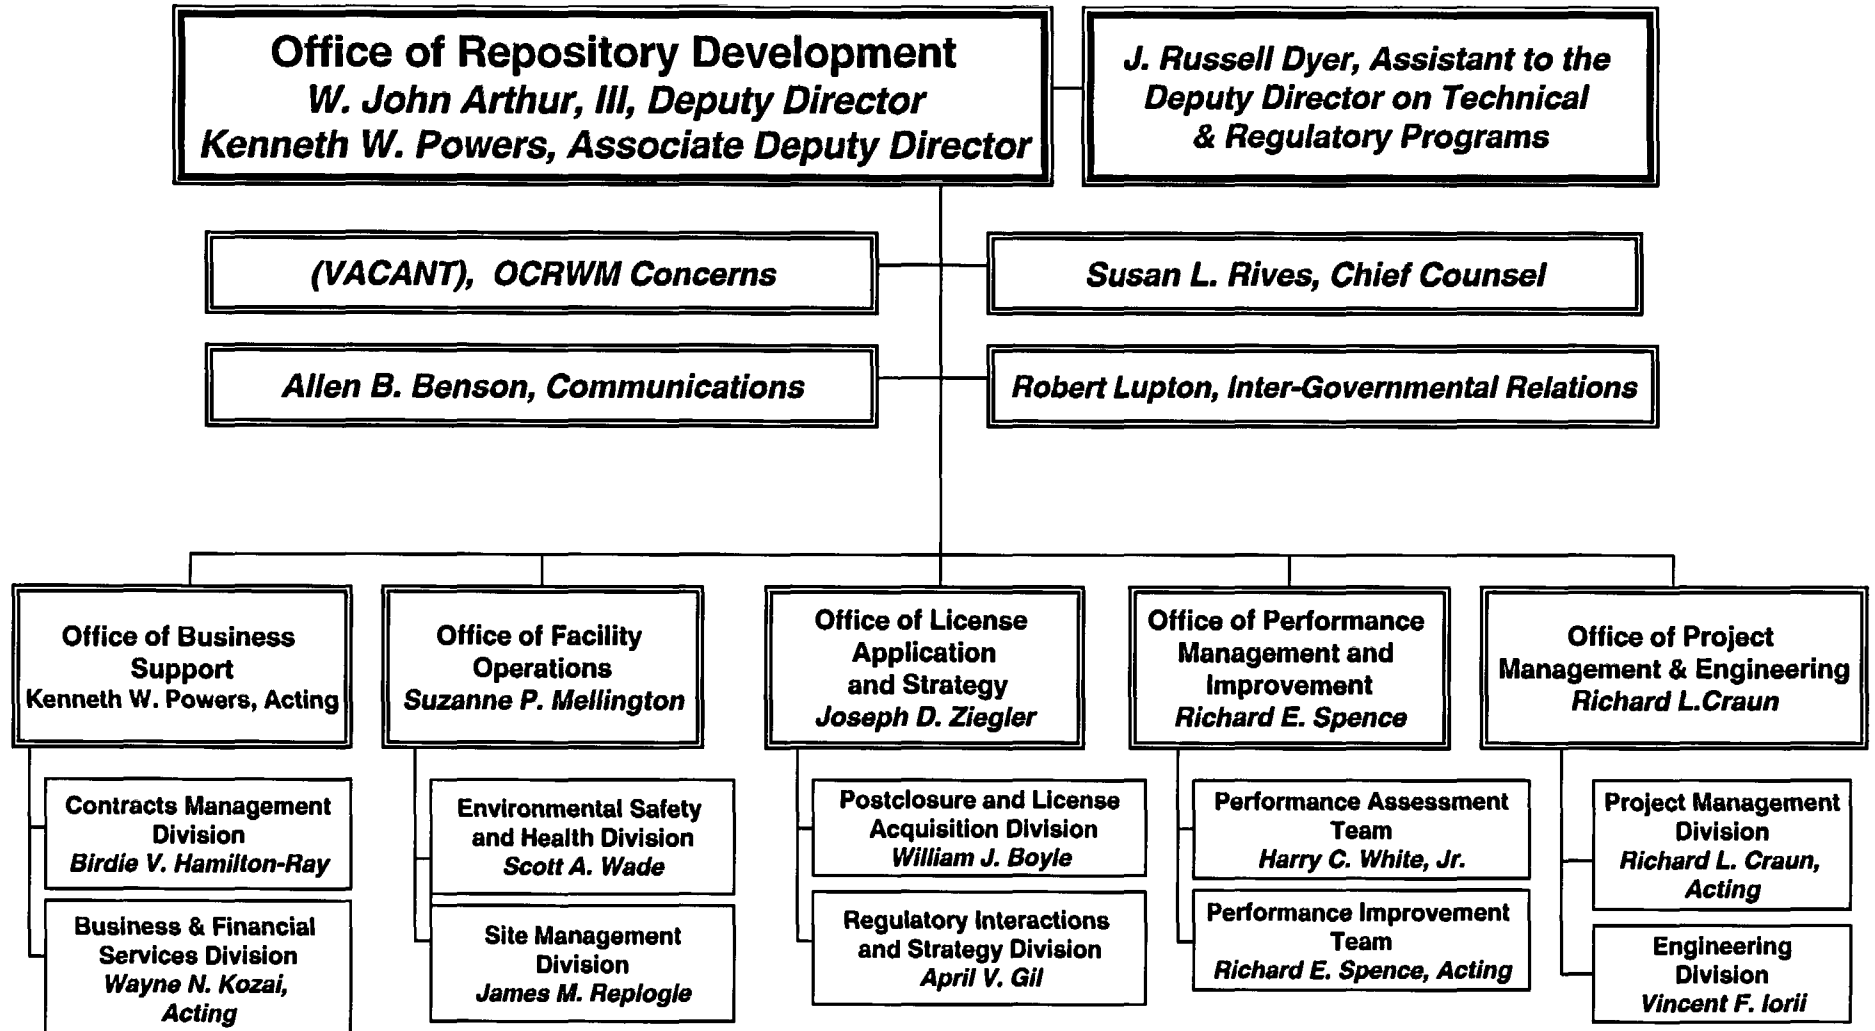 Office of Repository Development
W. John Arthur, III, Deputy Director
Kenneth W. Powers, Associate Deputy Director
J. Russell Dyer, Assistant to the
Deputy Director on Technical
& Regulatory Programs
(VACANT), OCRWM Concerns
Susan L. Rives, Chief Counsel
Allen B. Benson, Communications
Robert Lupton, Inter-Governmental Relations
Office of Business
Support
Kenneth W. Powers, Acting
Contracts Management
Division
Birdie V. Hamilton-Ray
Business & Financial
Services Division
Wayne N. Kozai,
Acting
Office of Facility
Operations
Suzanne P. Mellington
Environmental Safety
and Health Division
Scott A. Wade
Site Management
Division
James M. Replogle
Office of License
Application
and Strategy
Joseph D. Ziegler
Postclosure and License
Acquisition Division
William J. Boyle
Regulatory Interactions
and Strategy Division
April V. Gil
Office of Performance
Management and
Improvement
Richard E. Spence
Performance Assessment
Team
Harry C. White, Jr.
Performance Improvement
Team
Richard E. Spence, Acting
Office of Project
Management & Engineering
Richard L.Craun
Project Management
Division
Richard L. Craun,
Acting
Engineering
Division
Vincent F. Iorii